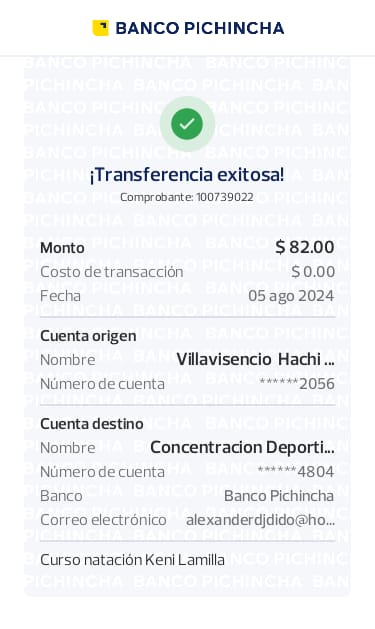 BANCO PICHINCHA
¡Transferencia exitosa!
Comprobante: 100739022
Monto $ 82.00
Costo de transacción $ 0.00
Fecha 05 ago 2024
Cuenta origen
Nombre Villavisencio Hachi ...
Número de cuenta ******2056
Cuenta destino
Nombre Concentracion Deporti...
Número de cuenta ******4804
Banco Banco Pichincha
Correo electrónico alexanderdjdido@ho...
Curso natación Keni Lamilla